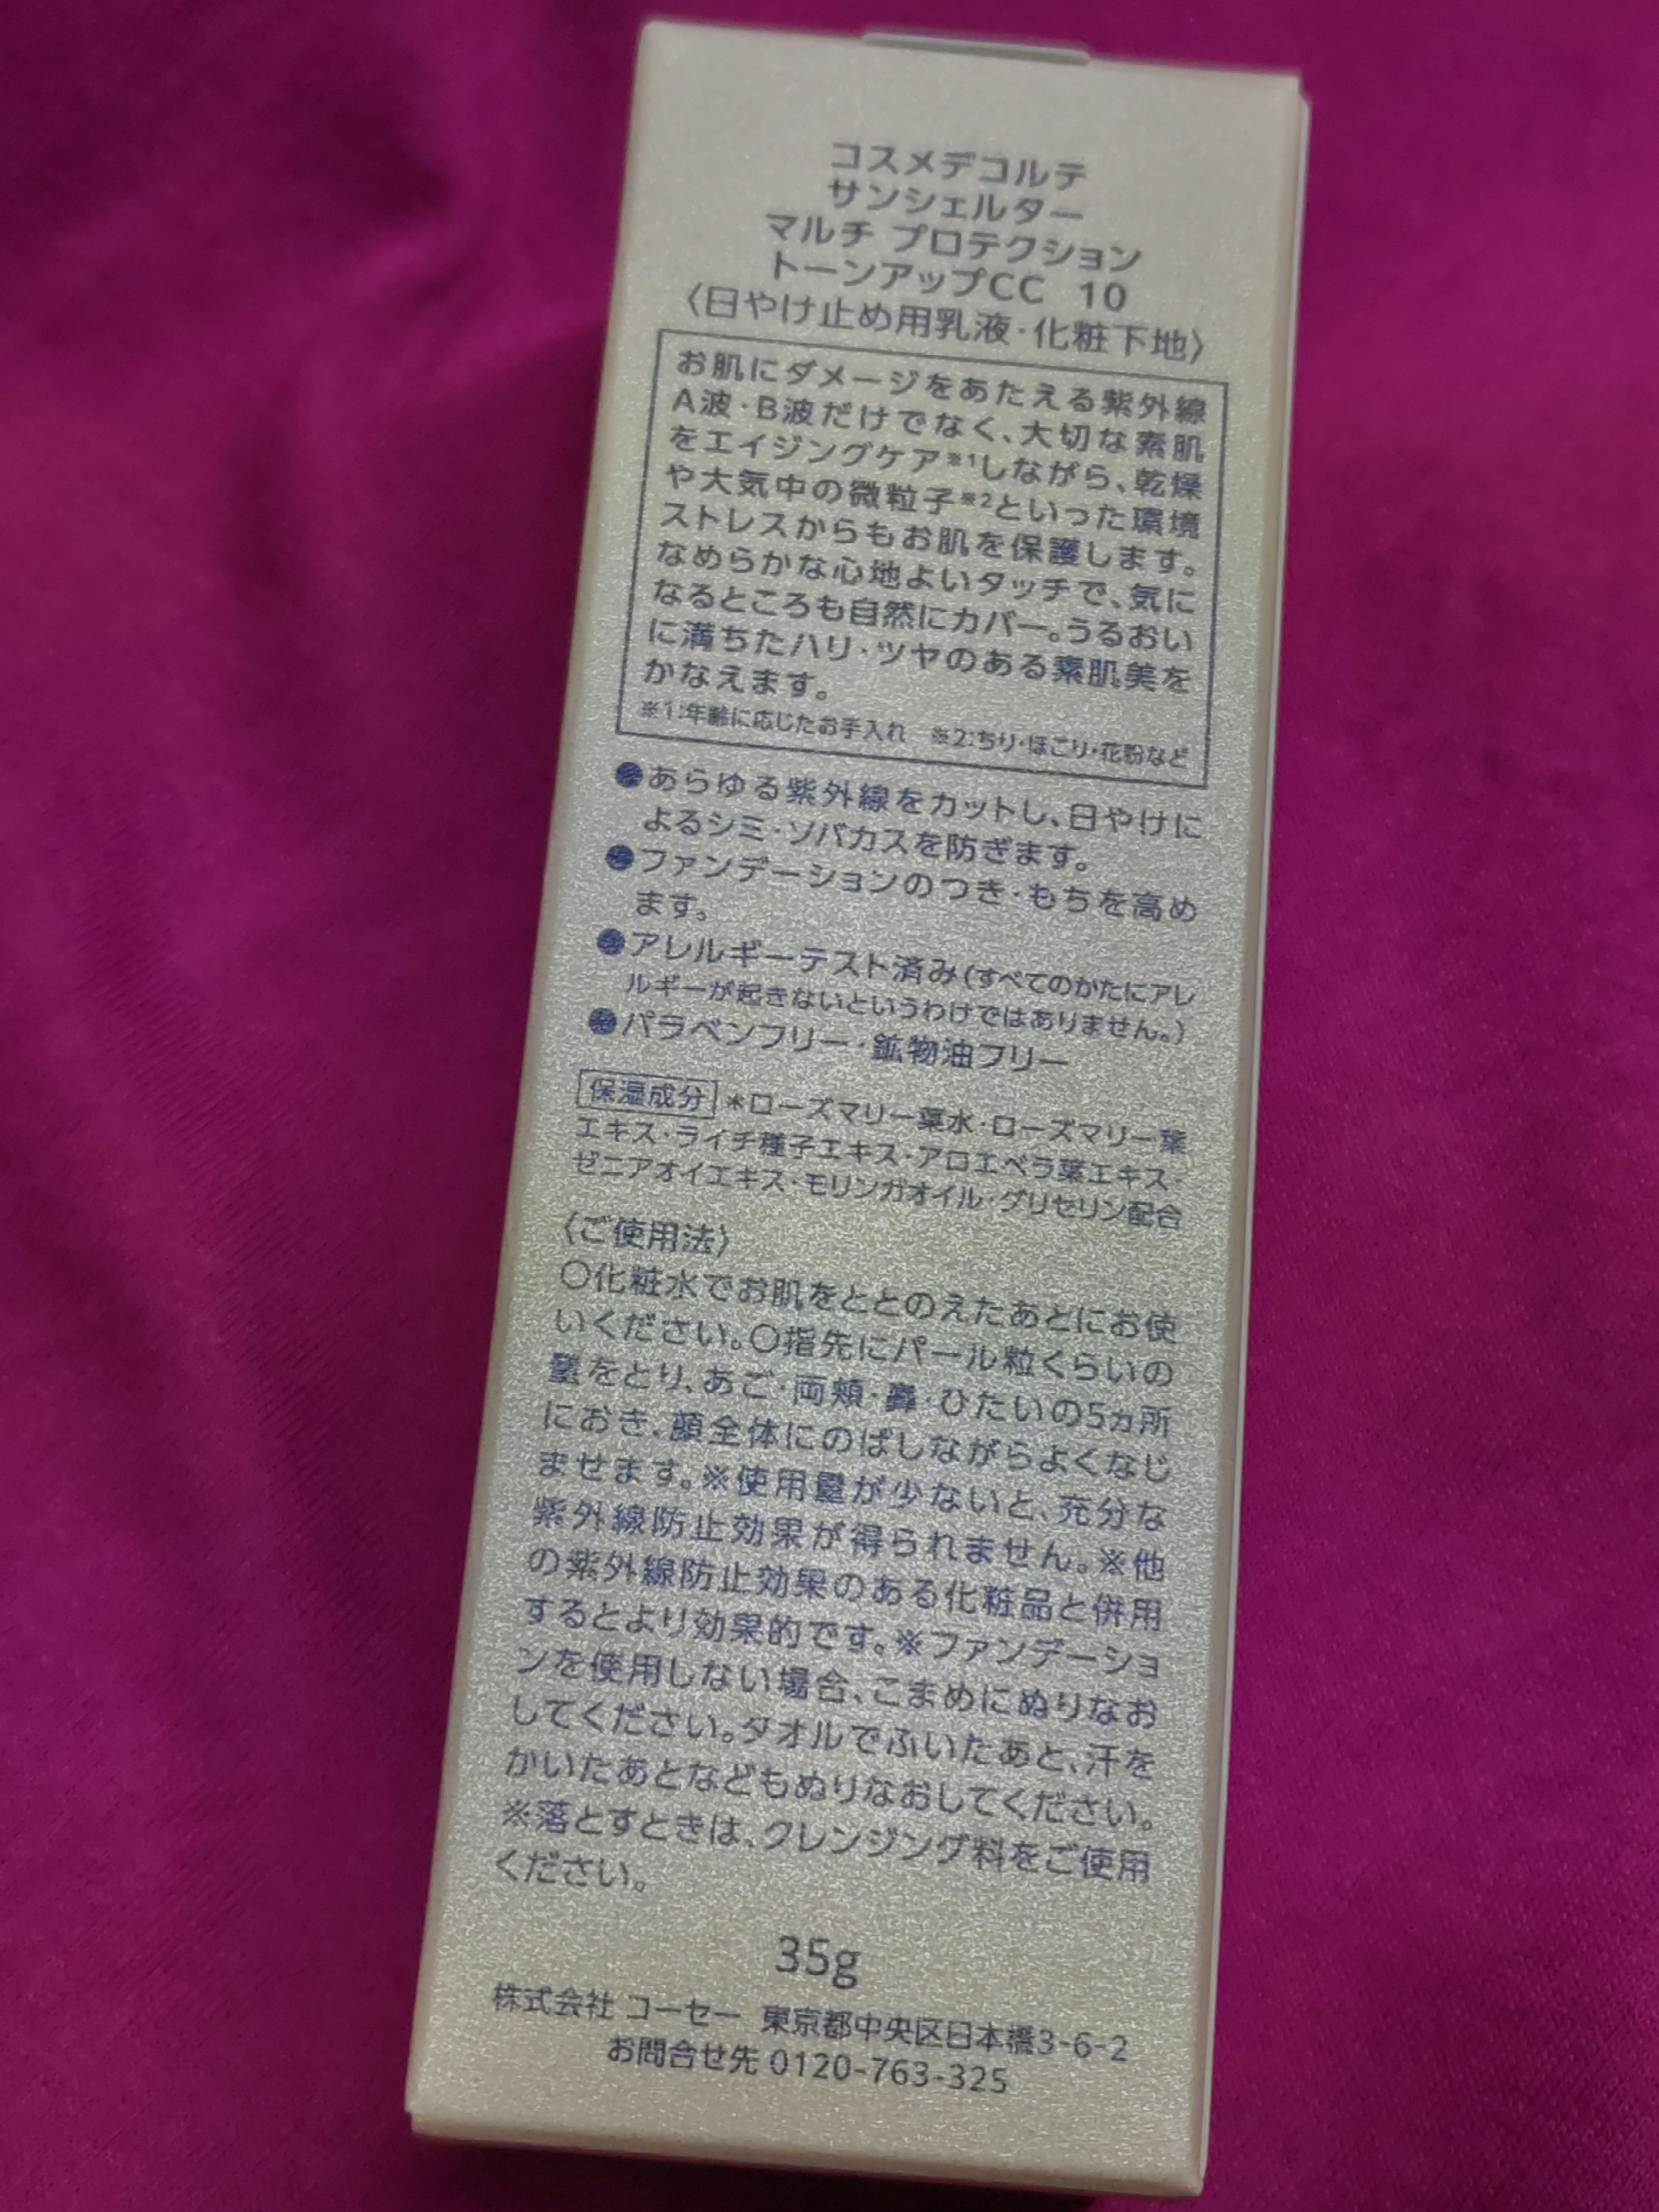 コスメデコルテ
サンシェルター
マルチ プロテクション
トーンアップCC 10
〈日やけ止め用乳液・化粧下地〉
お肌にダメージをあたえる紫外線
A波・B波だけでなく、大切な素肌
をエイジングケア※1しながら、乾燥
や大気中の微粒子※2といった環境
ストレスからもお肌を保護します。
なめらかな心地よいタッチで、気に
なるところも自然にカバー。うるおい
に満ちたハリ・ツヤのある素肌美を
かなえます。
※1:年齢に応じたお手入れ ※2:ちり・ほこり・花粉など
●あらゆる紫外線をカットし、日やけに
よるシミ・ソバカスを防ぎます。
●ファンデーションのつき・もちを高め
ます。
●アレルギーテスト済み(すべてのかたにアレ
ルギーが起きないというわけではありません。)
●パラベンフリー・鉱物油フリー
保湿成分 *ローズマリー葉水・ローズマリー葉
エキス・ライチ種子エキス・アロエベラ葉エキス・
ゼニアオイエキス・モリンガオイル・グリセリン配合
〈ご使用法〉
○化粧水でお肌をととのえたあとにお使
いください。○指先にパール粒くらいの
量をとり、あご・両頬・鼻・ひたいの5ヵ所
におき、顔全体にのばしながらよくなじ
ませます。※使用量が少ないと、充分な
紫外線防止効果が得られません。※他
の紫外線防止効果のある化粧品と併用
するとより効果的です。※ファンデーショ
ンを使用しない場合、こまめにぬりなお
してください。タオルでふいたあと、汗を
かいたあとなどもぬりなおしてください。
※落とすときは、クレンジング料をご使用
ください。
35g
株式会社 コーセー 東京都中央区日本橋3-6-2
お問合せ先 0120-763-325